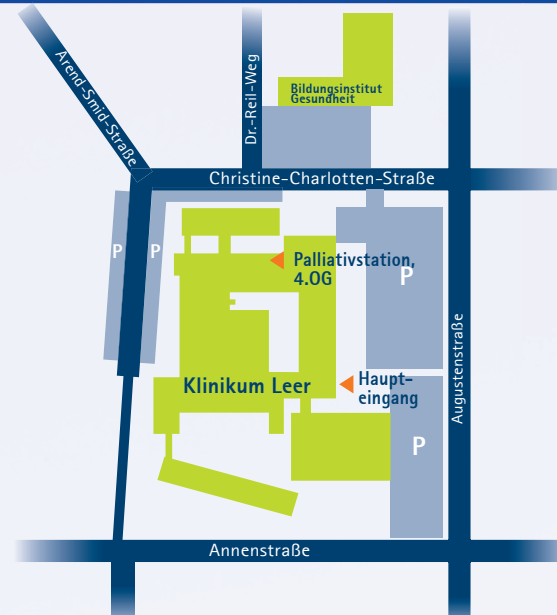 Arend-Smid-Straße
Dr.-Reil-Weg
Bildungsinstitut
Gesundheit
Christine-Charlotten-Straße
P
P
Palliativstation,
4.OG
P
Augustenstraße
Klinikum Leer
Haupt-
eingang
P
Annenstraße